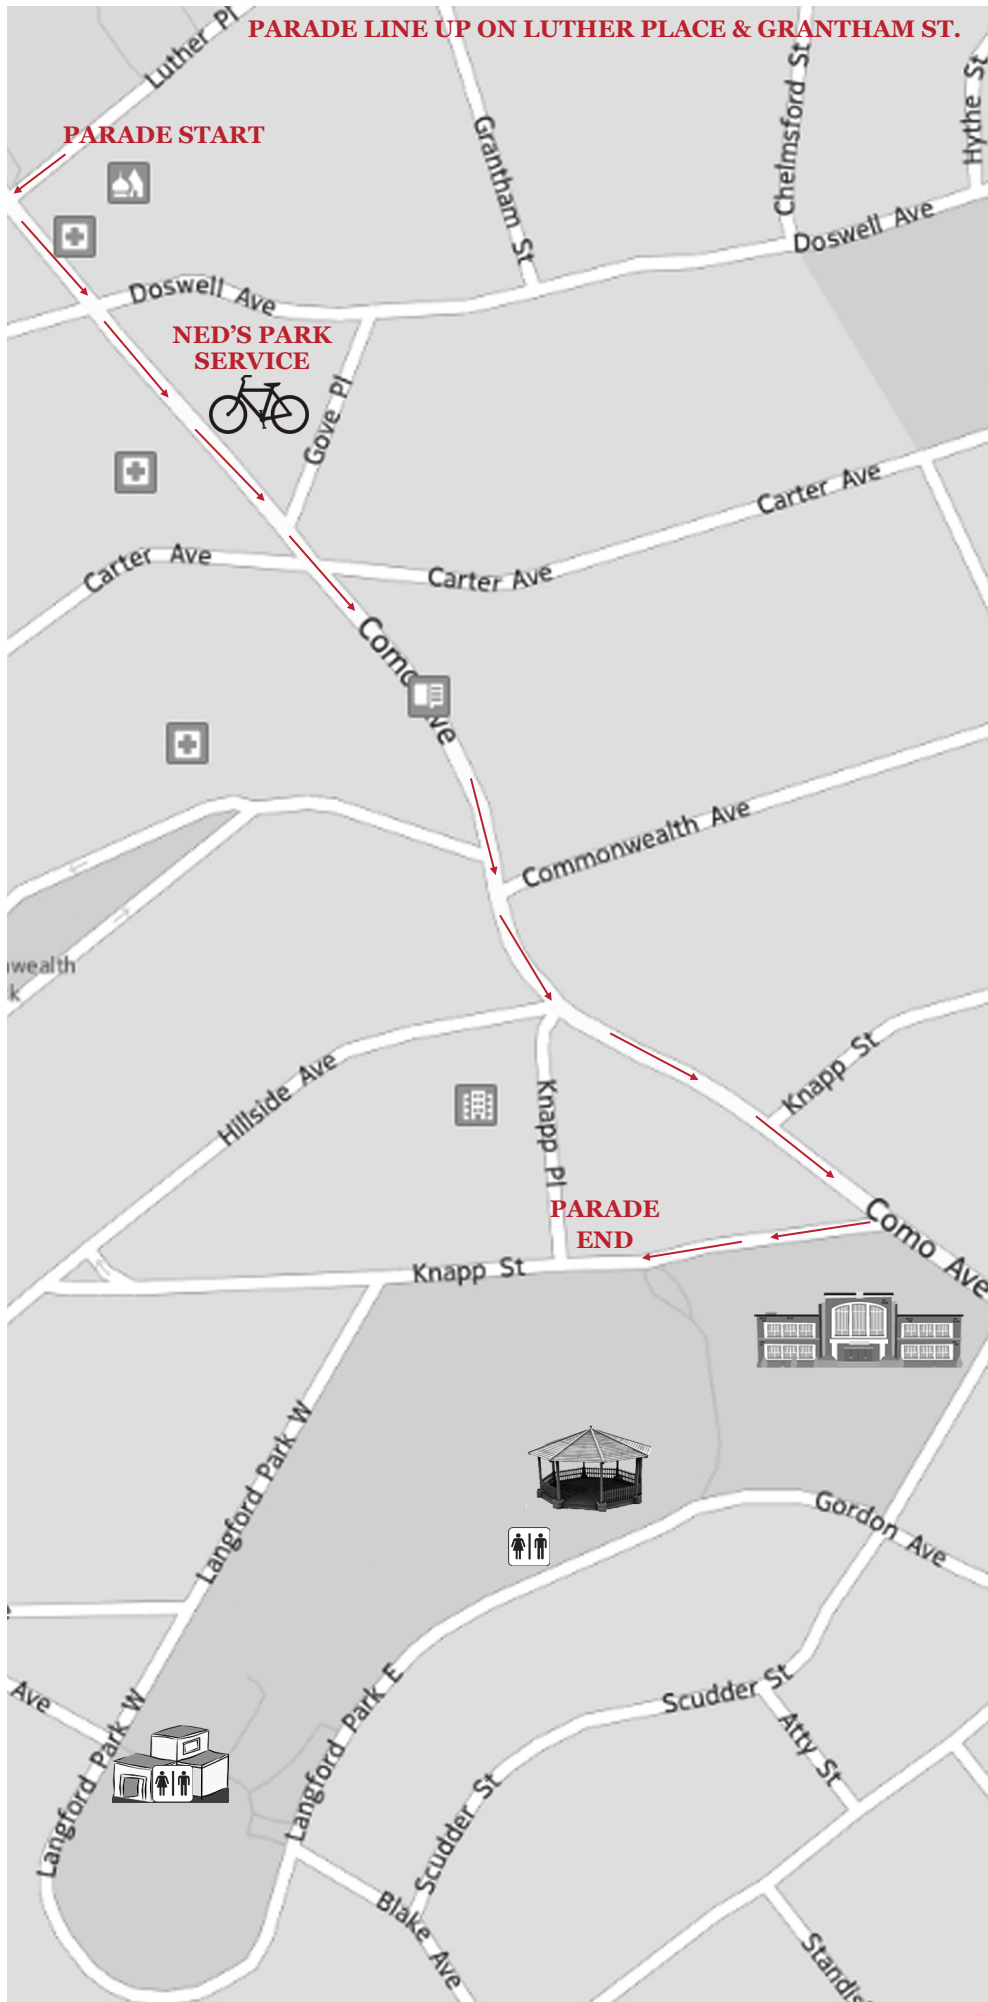 PARADE LINE UP ON LUTHER PLACE & GRANTHAM ST.
Luther Pl
PARADE START
Grantham St
Chelmsford St
Hythe St
Doswell Ave
Doswell Ave
NED'S PARK
SERVICE
Gove Pl
Carter Ave
Carter Ave
Carter Ave
Como Ave
Commonwealth Ave
wealth
k
Hillside Ave
Knapp St
Knapp Pl
PARADE
END
Como Ave
Knapp St
Langford Park W
Gordon Ave
Langford Park E
Scudder St
Ave
Langford Park W
Atty St
Scudder St
Blake Ave
Standis